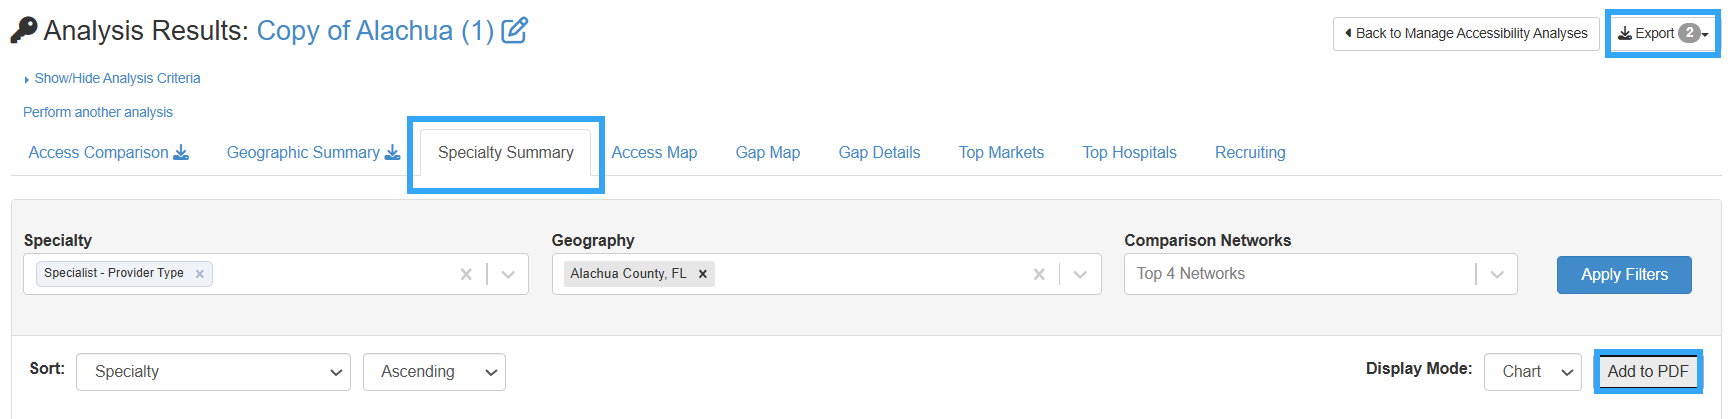 Analysis Results: Copy of Alachua (1)
Back to Manage Accessibility Analyses
Export 2
Show/Hide Analysis Criteria
Perform another analysis
Access Comparison Geographic Summary Specialty Summary Access Map Gap Map Gap Details Top Markets Top Hospitals Recruiting
Specialty Geography Comparison Networks
Specialist - Provider Type × Alachua County, FL × Top 4 Networks Apply Filters
Sort: Specialty Ascending Display Mode: Chart Add to PDF